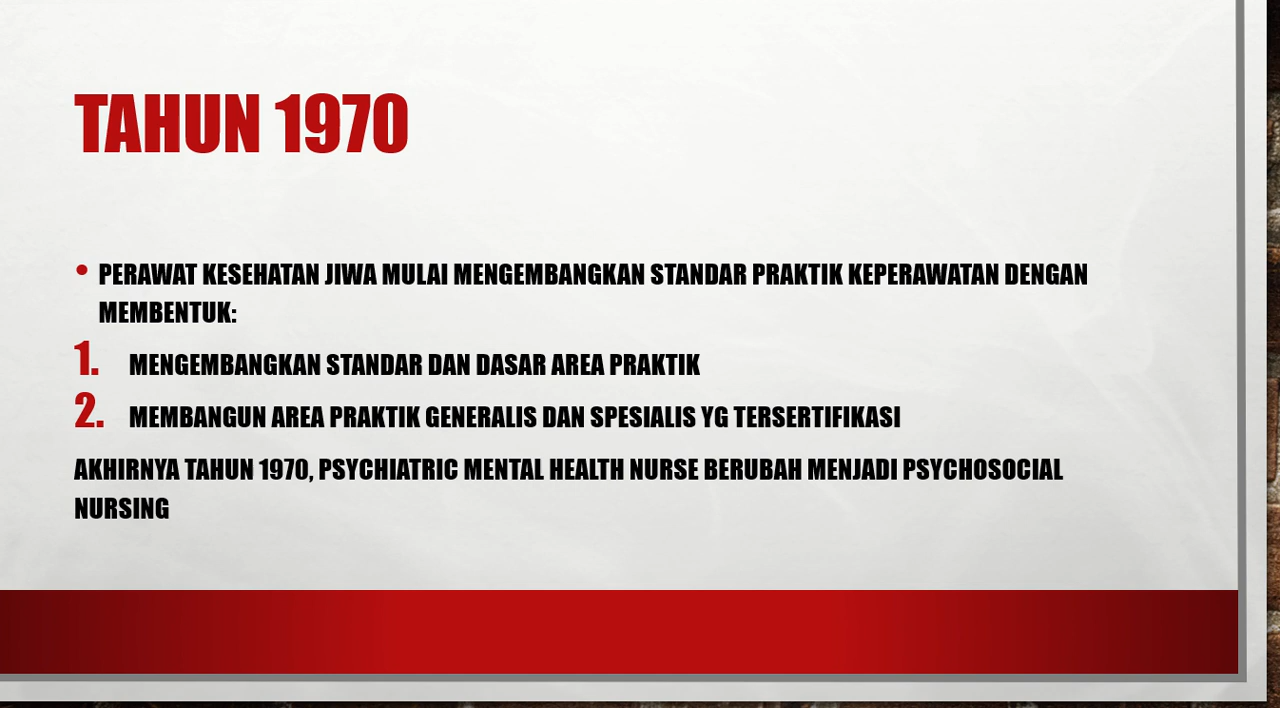 TAHUN 1970
• PERAWAT KESEHATAN JIWA MULAI MENGEMBANGKAN STANDAR PRAKTIK KEPERAWATAN DENGAN
MEMBENTUK:
1. MENGEMBANGKAN STANDAR DAN DASAR AREA PRAKTIK
2. MEMBANGUN AREA PRAKTIK GENERALIS DAN SPESIALIS YG TERSERTIFIKASI
AKHIRNYA TAHUN 1970, PSYCHIATRIC MENTAL HEALTH NURSE BERUBAH MENJADI PSYCHOSOCIAL
NURSING